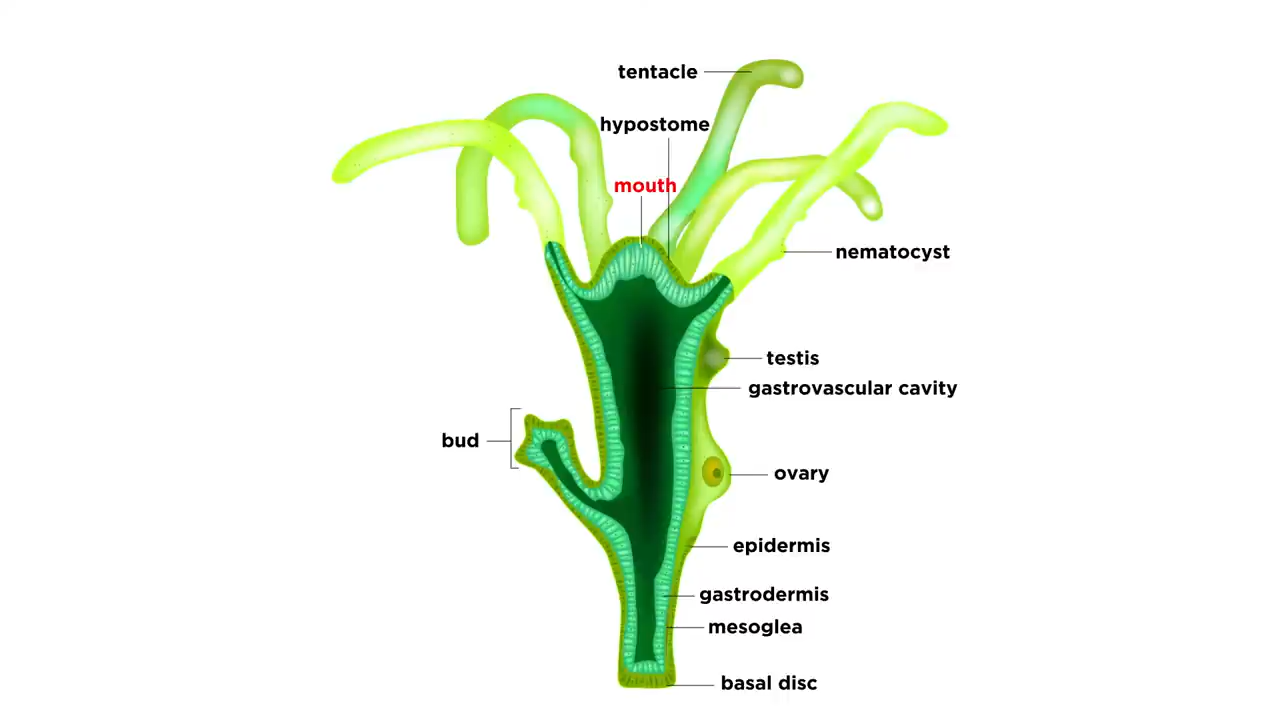 tentacle
hypostome
mouth
nematocyst
testis
gastrovascular cavity
bud
ovary
epidermis
gastrodermis
mesoglea
basal disc